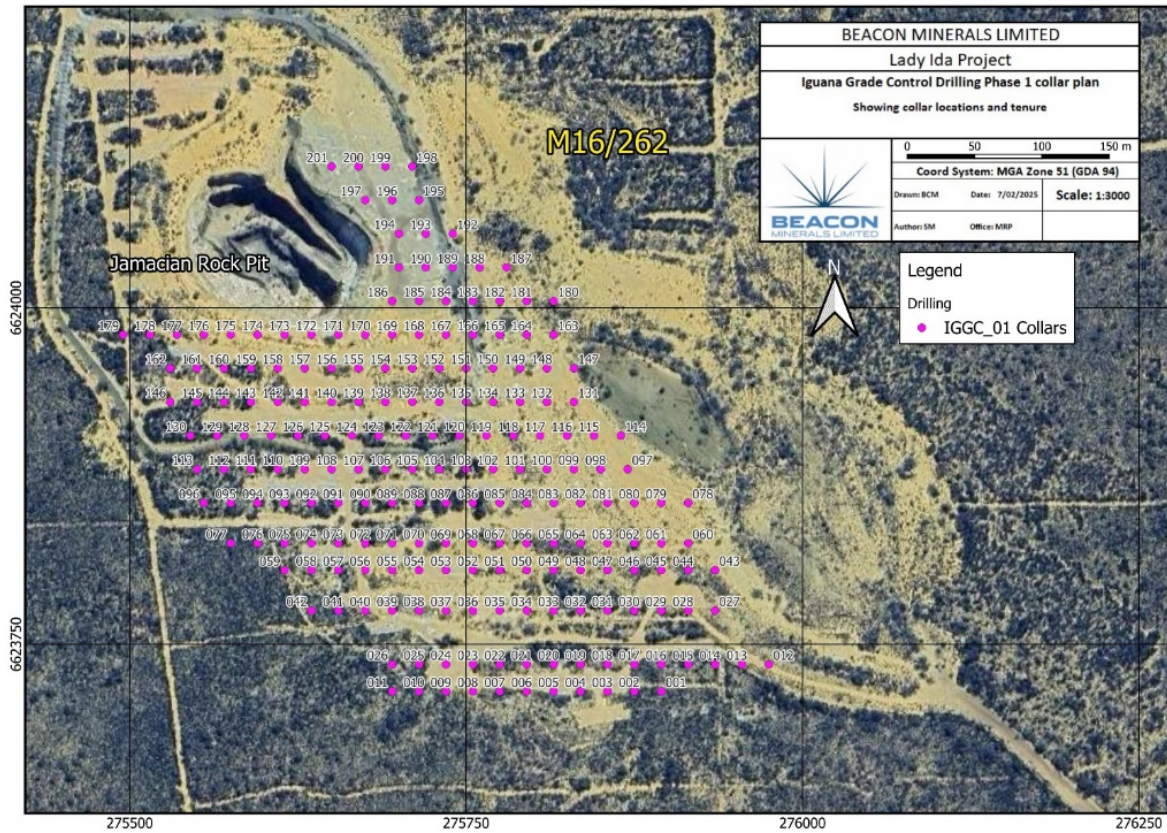 BEACON MINERALS LIMITED
Lady Ida Project
Iguana Grade Control Drilling Phase 1 collar plan
Showing collar locations and tenure
0 50 100 150 m
Coord System: MGA Zone 51 (GDA 94)
Drawn: BCM Date: 7/02/2025 Scale: 1:3000
Author: SM Office: MRP
BEACON
MINERALS LIMITED
M16/262
N
Legend
Drilling
IGGC_01 Collars
Jamacian Rock Pit
201 200 199 198
197 196 195
194 193 192
191 190 189 188 187
186 185 184 183 182 181 180
6624000
179 178 177 176 175 174 173 172 171 170 169 168 167 166 165 164 163
162 161 160 159 158 157 156 155 154 153 152 151 150 149 148 147
146 145 144 143 142 141 140 139 138 137 136 135 134 133 132 131
130 129 128 127 126 125 124 123 122 121 120 119 118 117 116 115 114
113 112 111 110 109 108 107 106 105 104 103 102 101 100 099 098 097
096 095 094 093 092 091 090 089 088 087 086 085 084 083 082 081 080 079 078
077 076 075 074 073 072 071 070 069 068 067 066 065 064 063 062 061 060
059 058 057 056 055 054 053 052 051 050 049 048 047 046 045 044 043
042 041 040 039 038 037 036 035 034 033 032 031 030 029 028 027
6623750
026 025 024 023 022 021 020 019 018 017 016 015 014 013 012
011 010 009 008 007 006 005 004 003 002 001
275500 275750 276000 276250